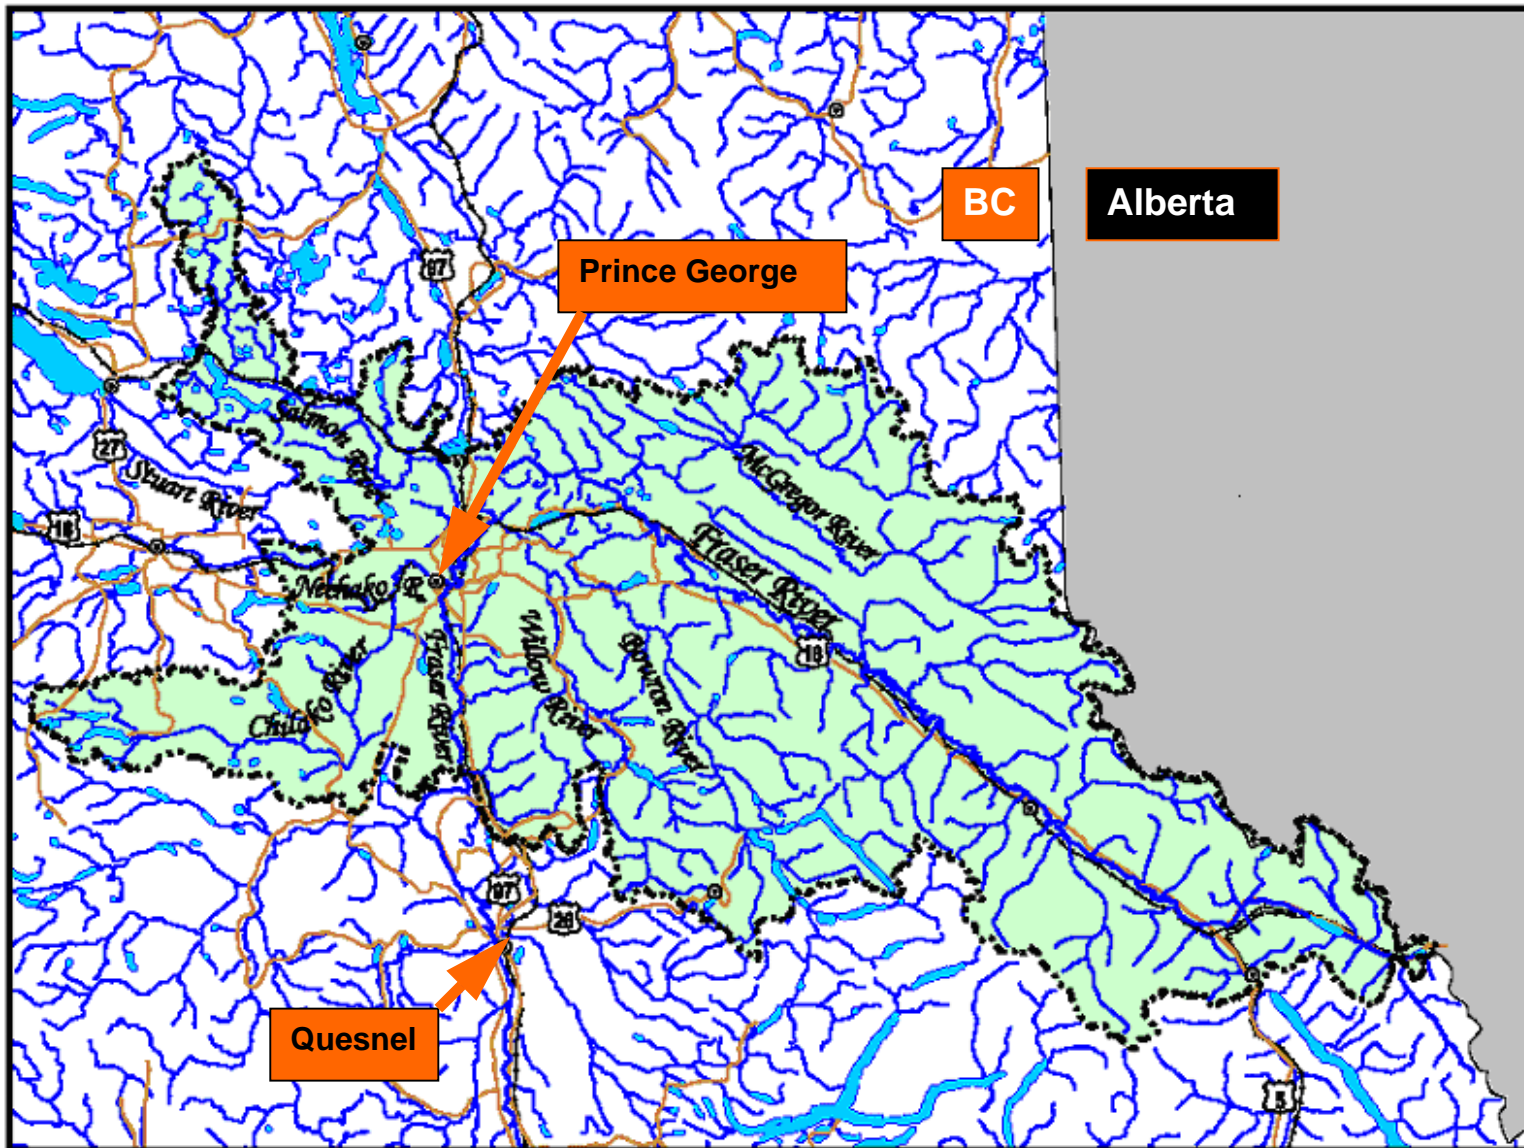 BC
Alberta
Prince George
97
Salmon River
27
Stuart River
McGregor River
16
Fraser River
Nechako R.
Willow River
Bowron River
16
Chilako River
Fraser River
97
26
Quesnel
5